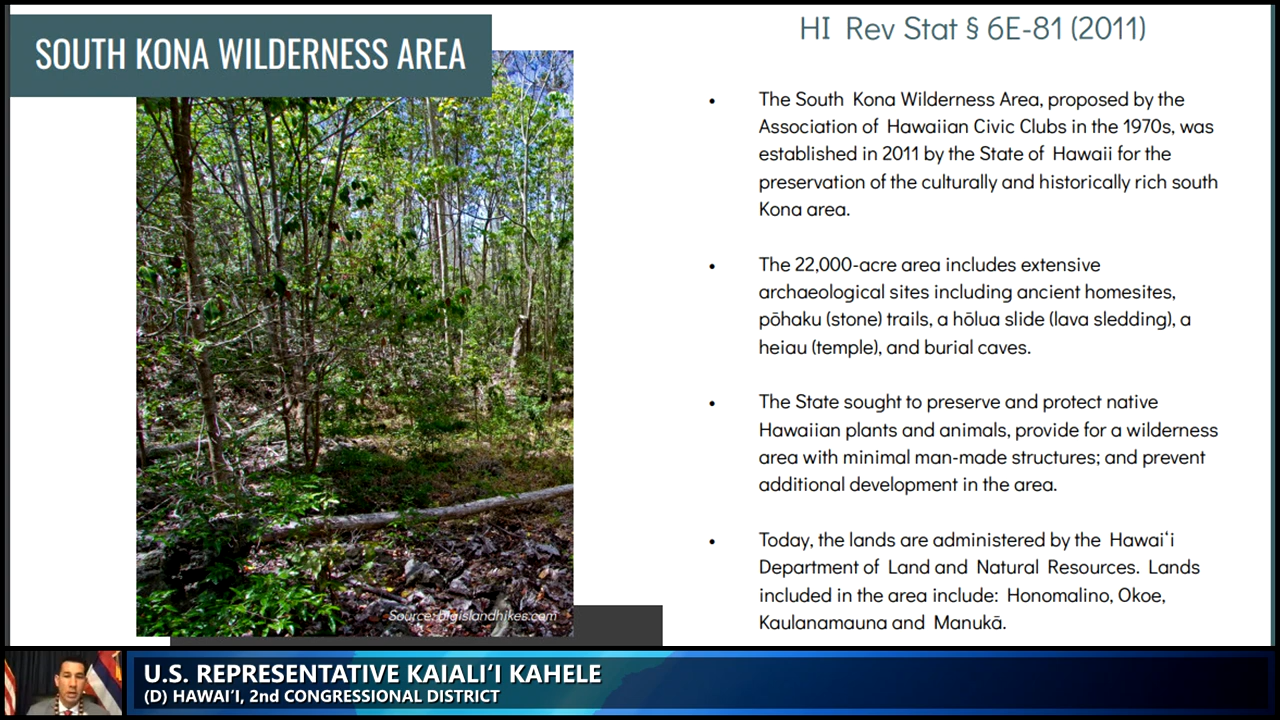 SOUTH KONA WILDERNESS AREA
HI Rev Stat § 6E-81 (2011)
• The South Kona Wilderness Area, proposed by the
Association of Hawaiian Civic Clubs in the 1970s, was
established in 2011 by the State of Hawaii for the
preservation of the culturally and historically rich south
Kona area.
• The 22,000-acre area includes extensive
archaeological sites including ancient homesites,
pōhaku (stone) trails, a hōlua slide (lava sledding), a
heiau (temple), and burial caves.
• The State sought to preserve and protect native
Hawaiian plants and animals, provide for a wilderness
area with minimal man-made structures; and prevent
additional development in the area.
• Today, the lands are administered by the Hawaiʻi
Department of Land and Natural Resources. Lands
included in the area include: Honomalino, Okoe,
Kaulanamauna and Manukā.
Source: bigislandhikes.com
U.S. REPRESENTATIVE KAIALIʻI KAHELE
(D) HAWAIʻI, 2nd CONGRESSIONAL DISTRICT